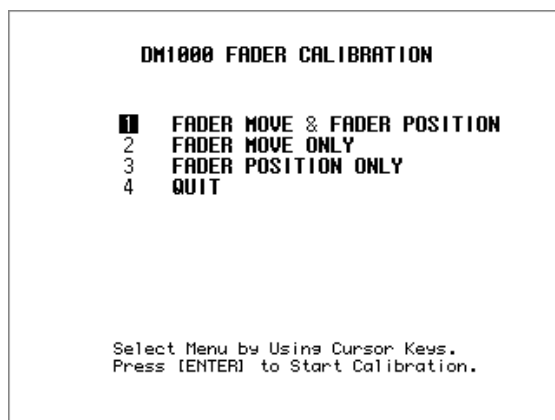 DM1000 FADER CALIBRATION
1 FADER MOVE & FADER POSITION
2 FADER MOVE ONLY
3 FADER POSITION ONLY
4 QUIT
Select Menu by Using Cursor Keys.
Press [ENTER] to Start Calibration.